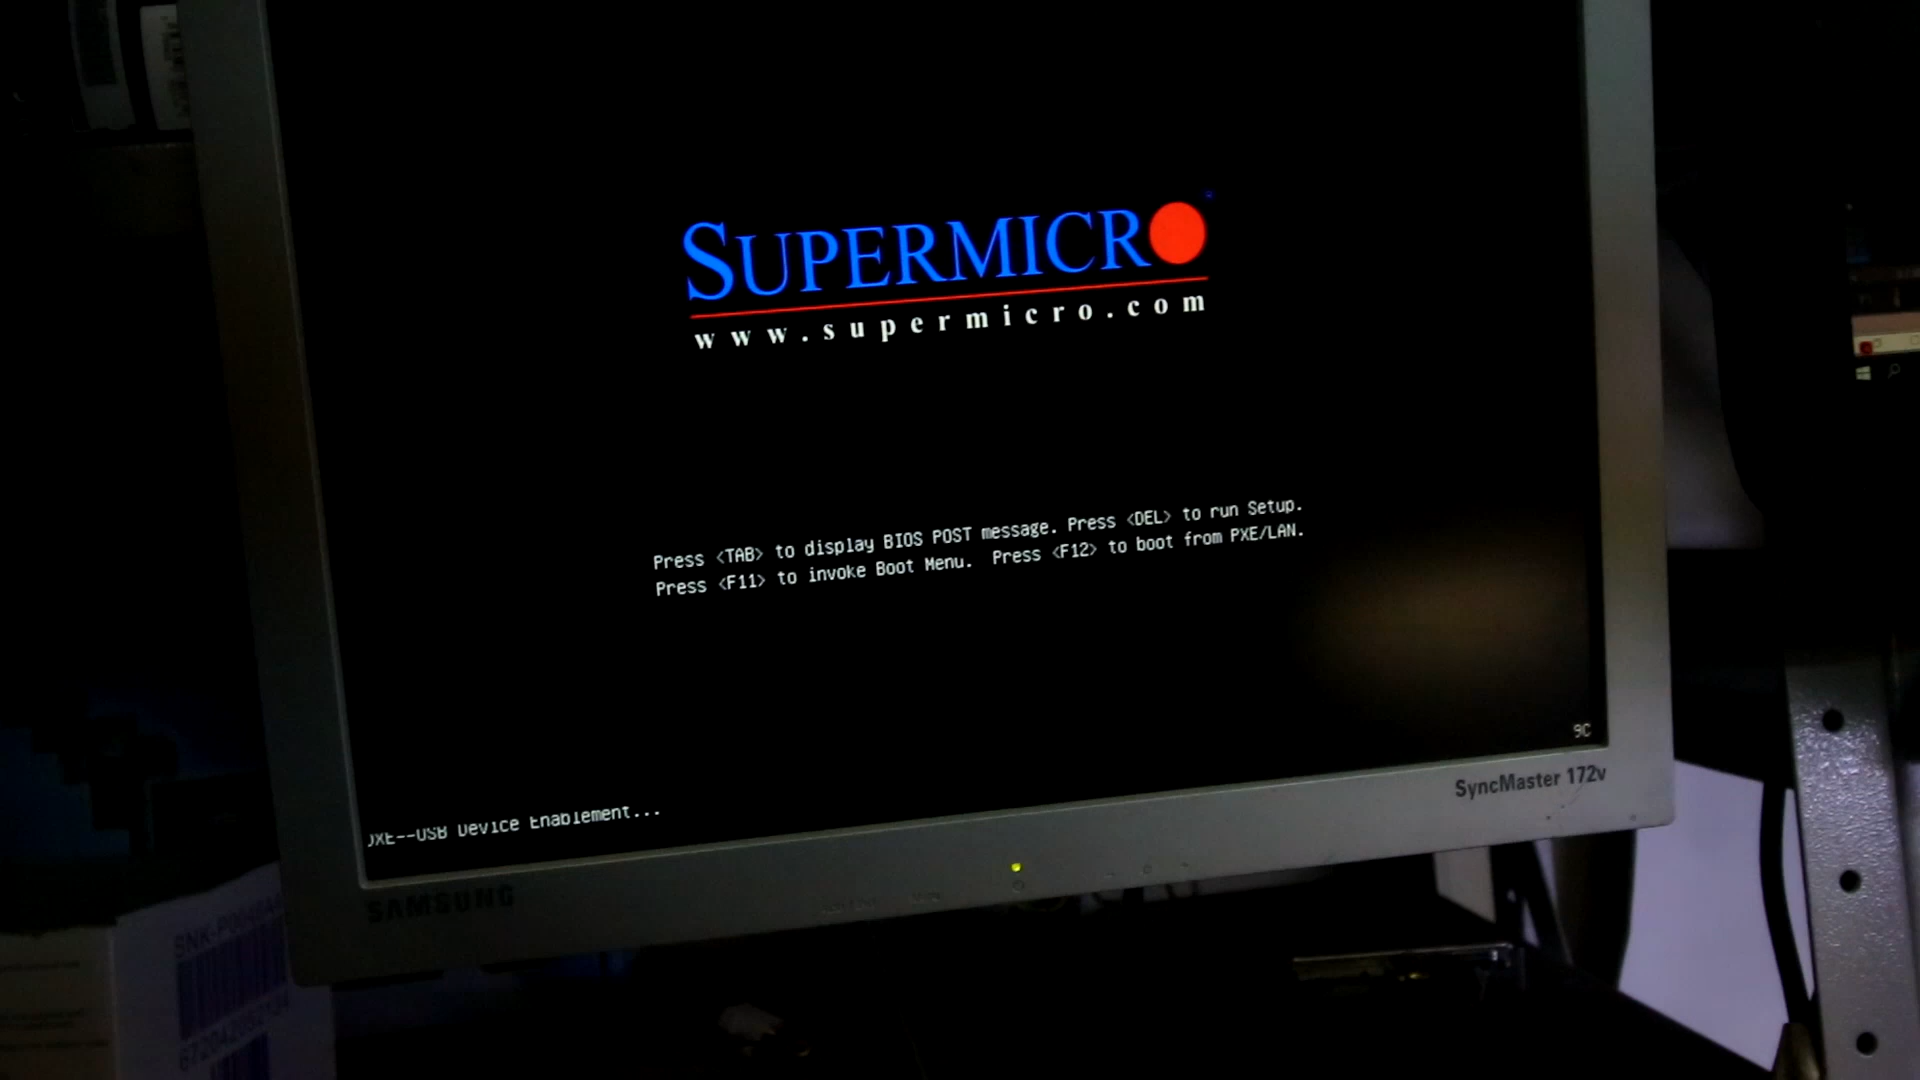 SUPERMICRO
www.supermicro.com
Press <TAB> to display BIOS POST message. Press <DEL> to run Setup.
Press <F11> to invoke Boot Menu. Press <F12> to boot from PXE/LAN.
9C
DXE--USB Device Enablement...
SyncMaster 172v
SAMSUNG